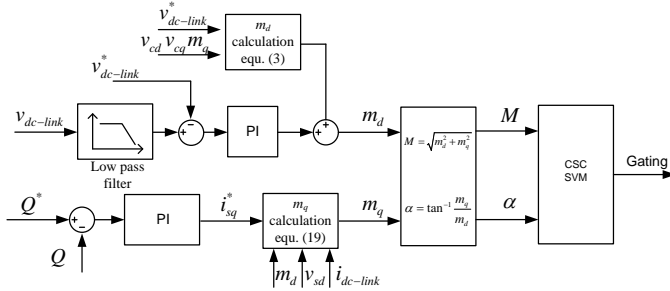 v*dc-link
vcd vcq mq
md
calculation
equ. (3)
v*dc-link
vdc-link
Low pass
filter
+
−
PI
+
+
md
M = √(md² + mq²)
α = tan⁻¹ mq/md
M
α
CSC
SVM
Gating
Q*
+
−
Q
PI
i*sq
mq
calculation
equ. (19)
mq
md vsd idc-link